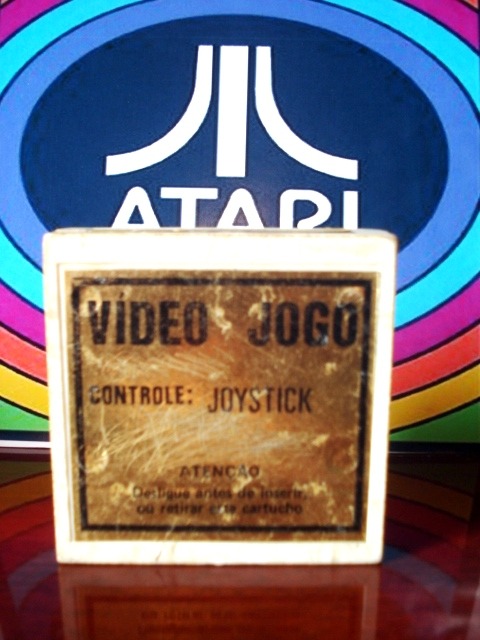 ATARI
VÍDEO JOGO
CONTROLE: JOYSTICK
ATENÇÃO
Desligue antes de inserir,
ou retirar este cartucho